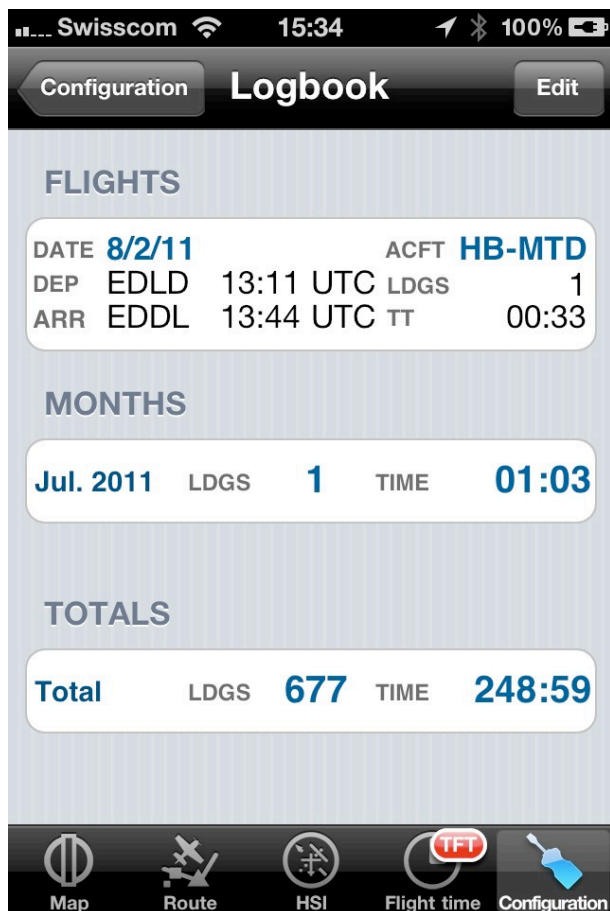 Swisscom 15:34 100%
Configuration Logbook Edit
FLIGHTS
DATE 8/2/11 ACFT HB-MTD
DEP EDLD 13:11 UTC LDGS 1
ARR EDDL 13:44 UTC TT 00:33
MONTHS
Jul. 2011 LDGS 1 TIME 01:03
TOTALS
Total LDGS 677 TIME 248:59
TFT
Map Route HSI Flight time Configuration